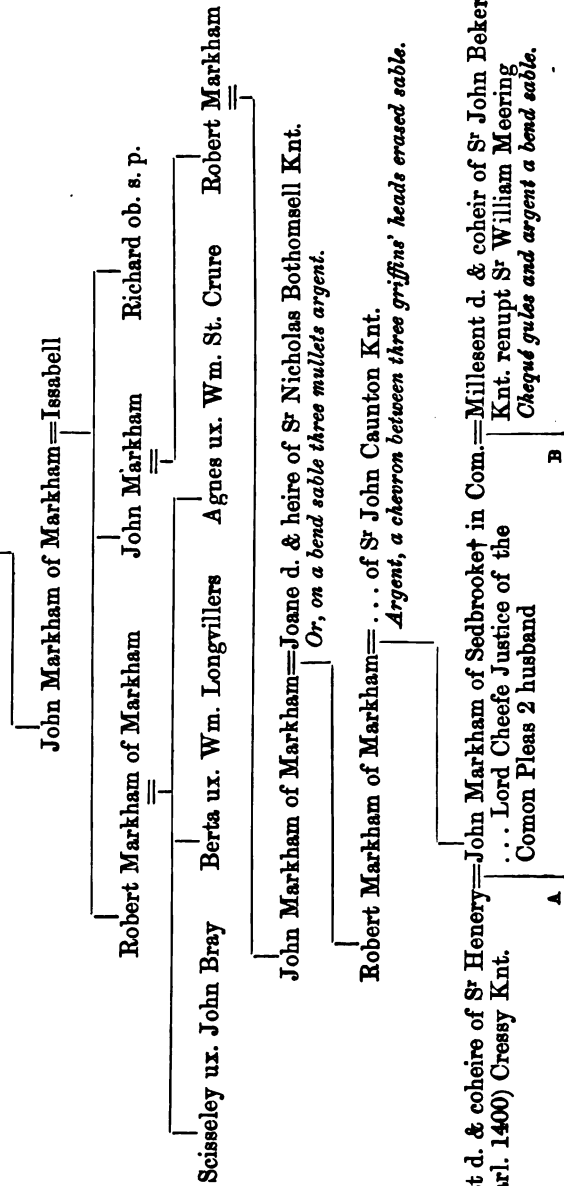 John Markham of Markham=Issabell
Robert Markham of Markham John Markham Richard ob. s. p.
Scisseley ux. John Bray Berta ux. Wm. Longvillers Agnes ux. Wm. St. Crure Robert Markham
John Markham of Markham=Joane d. & heire of Sr Nicholas Bothomsell Knt.
Or, on a bend sable three mullets argent.
Robert Markham of Markham=... of Sr John Caunton Knt.
Argent, a chevron between three griffins' heads erased sable.
d. & coheire of Sr Henery=John Markham of Sedbrooke† in Com.=Millesent d. & coheir of Sr John Beker
1400) Cressy Knt. ... Lord Cheefe Justice of the Knt. renupt Sr William Meering
Comon Pleas 2 husband Chequé gules and argent a bend sable.
A B